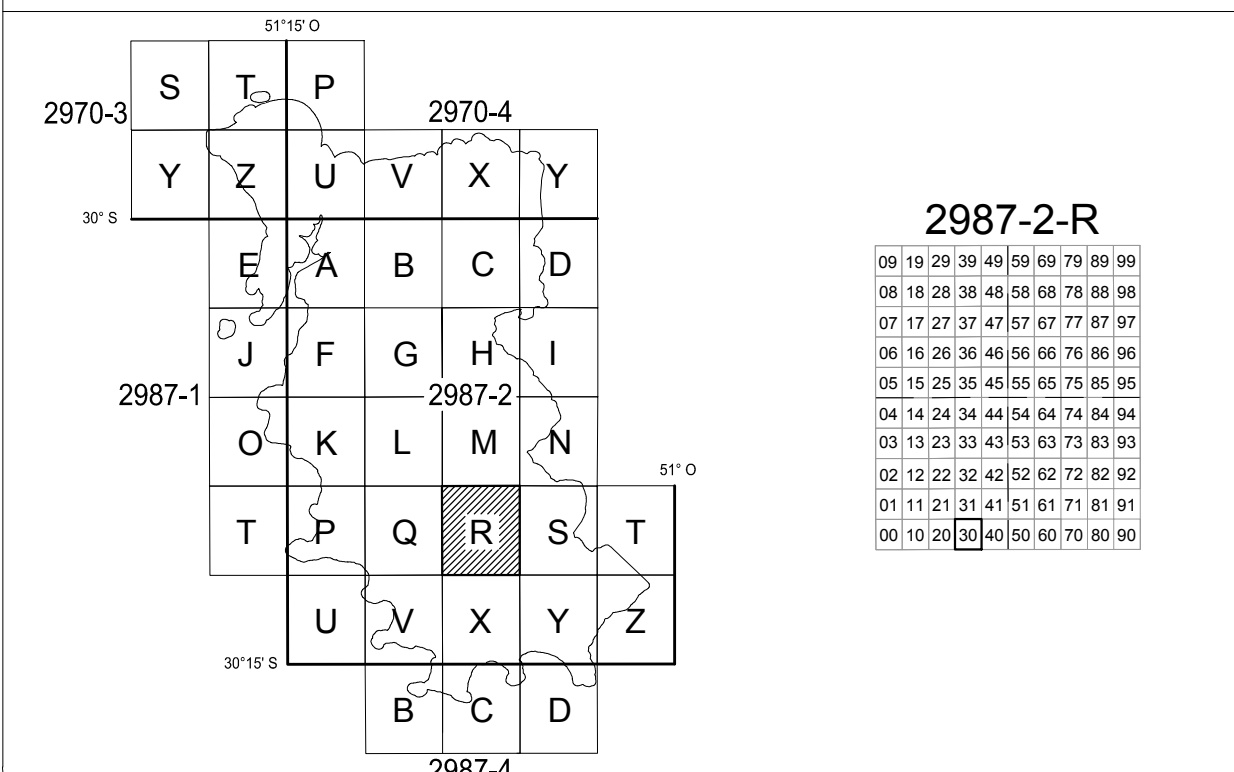 51°15' O
S T P
2970-3 2970-4
Y Z U V X Y
30° S
E A B C D
J F G H I
2987-1 2987-2
O K L M N
51° O
T P Q R S T
U V X Y Z
30°15' S
B C D
2987-4
2987-2-R
09 19 29 39 49 59 69 79 89 99
08 18 28 38 48 58 68 78 88 98
07 17 27 37 47 57 67 77 87 97
06 16 26 36 46 56 66 76 86 96
05 15 25 35 45 55 65 75 85 95
04 14 24 34 44 54 64 74 84 94
03 13 23 33 43 53 63 73 83 93
02 12 22 32 42 52 62 72 82 92
01 11 21 31 41 51 61 71 81 91
00 10 20 30 40 50 60 70 80 90